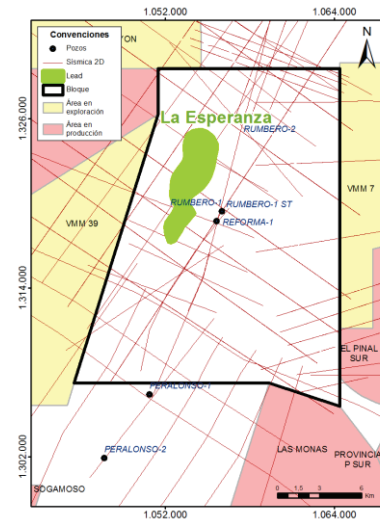 1.052.000
1.064.000
Convenciones
Pozos
Sísmica 2D
Lead
Bloque
Área en
exploración
Área en
producción
YON
N
La Esperanza
RUMBERO-2
1.326.000
RUMBERO-1
RUMBERO-1 ST
REFORMA-1
VMM 39
VMM 7
1.314.000
EL PINAL
SUR
PERALONSO-1
PERALONSO-2
1.302.000
LAS MONAS
PROVINCIA
P SUR
SOGAMOSO
0 1.5 3 6
Km
1.052.000
1.064.000